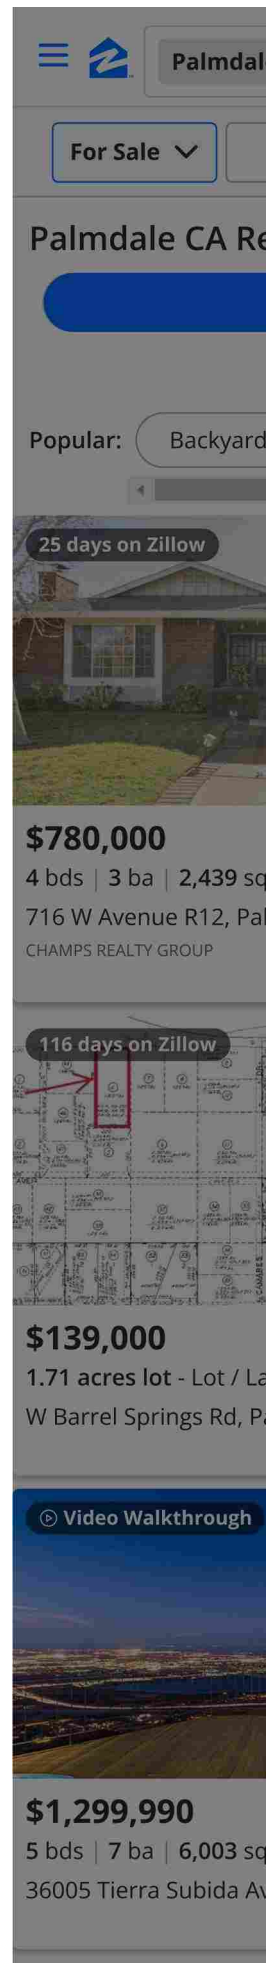 Palmdal
For Sale
Palmdale CA Re
Popular:
Backyard
25 days on Zillow
$780,000
4 bds | 3 ba | 2,439 sq
716 W Avenue R12, Pal
CHAMPS REALTY GROUP
116 days on Zillow
$139,000
1.71 acres lot - Lot / La
W Barrel Springs Rd, Pa
Video Walkthrough
$1,299,990
5 bds | 7 ba | 6,003 sq
36005 Tierra Subida Av